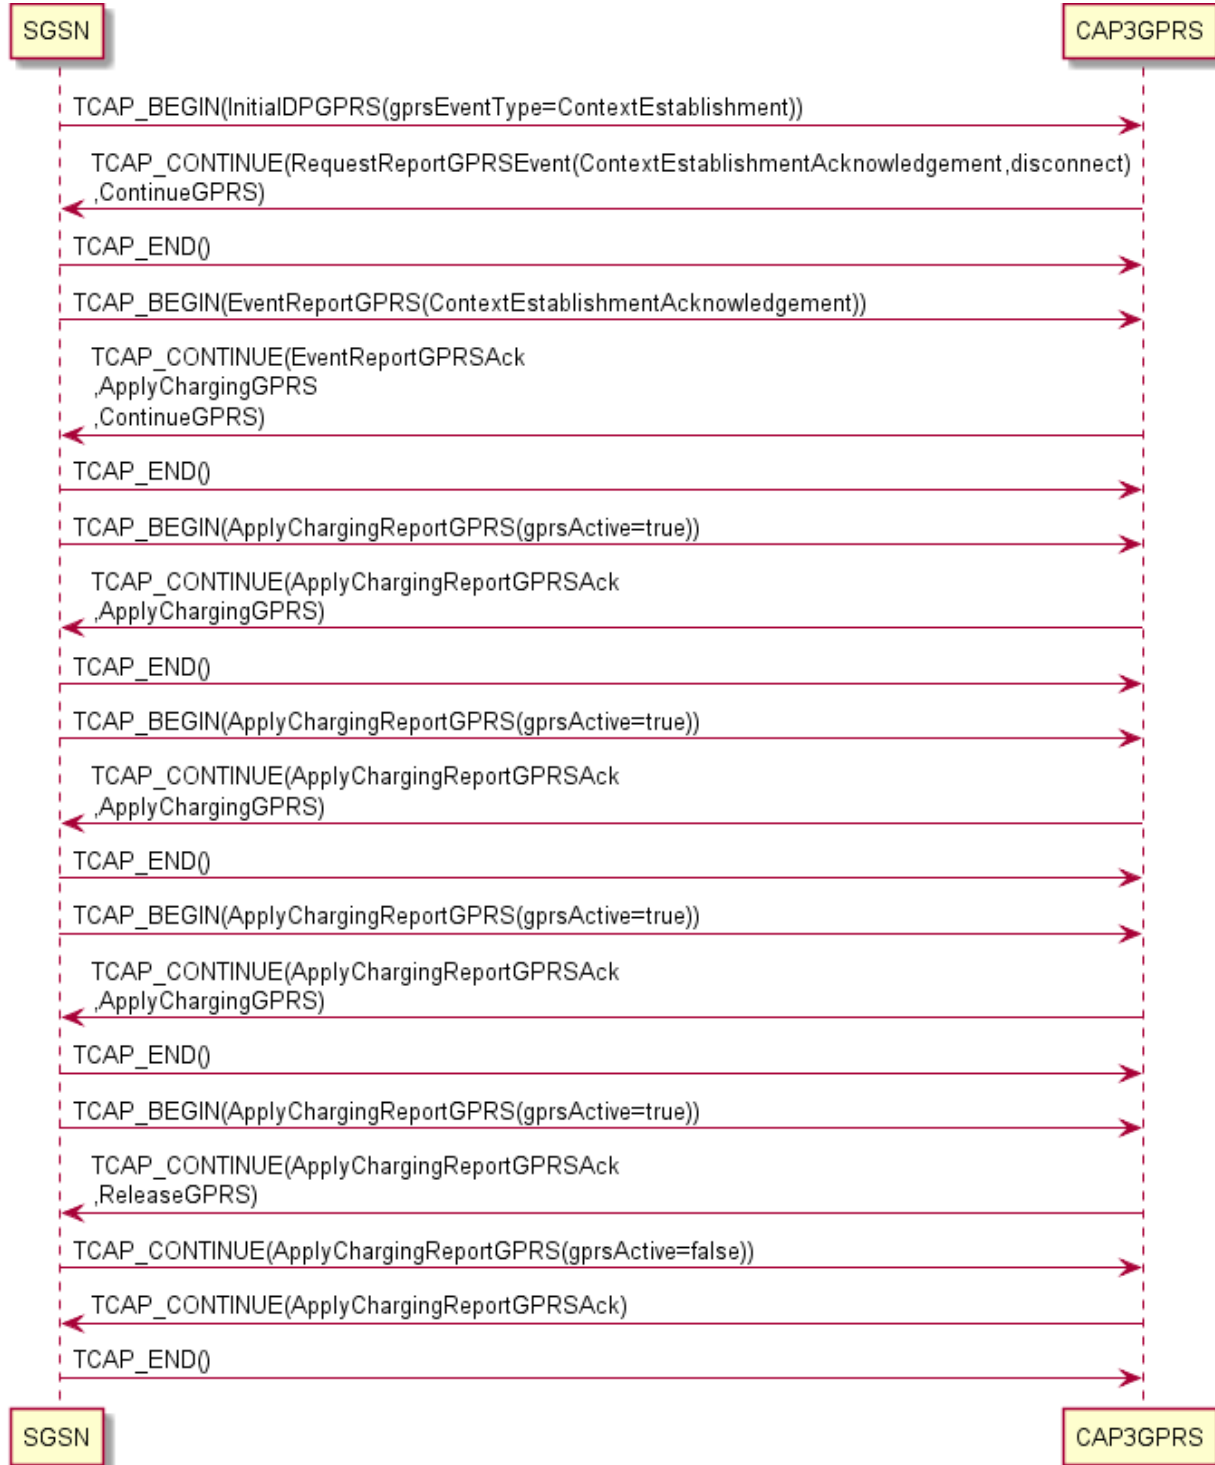 SGSN
CAP3GPRS
TCAP_BEGIN(InitialDPGPRS(gprsEventType=ContextEstablishment))
TCAP_CONTINUE(RequestReportGPRSEvent(ContextEstablishmentAcknowledgement,disconnect)
,ContinueGPRS)
TCAP_END()
TCAP_BEGIN(EventReportGPRS(ContextEstablishmentAcknowledgement))
TCAP_CONTINUE(EventReportGPRSAck
,ApplyChargingGPRS
,ContinueGPRS)
TCAP_END()
TCAP_BEGIN(ApplyChargingReportGPRS(gprsActive=true))
TCAP_CONTINUE(ApplyChargingReportGPRSAck
,ApplyChargingGPRS)
TCAP_END()
TCAP_BEGIN(ApplyChargingReportGPRS(gprsActive=true))
TCAP_CONTINUE(ApplyChargingReportGPRSAck
,ApplyChargingGPRS)
TCAP_END()
TCAP_BEGIN(ApplyChargingReportGPRS(gprsActive=true))
TCAP_CONTINUE(ApplyChargingReportGPRSAck
,ApplyChargingGPRS)
TCAP_END()
TCAP_BEGIN(ApplyChargingReportGPRS(gprsActive=true))
TCAP_CONTINUE(ApplyChargingReportGPRSAck
,ReleaseGPRS)
TCAP_CONTINUE(ApplyChargingReportGPRS(gprsActive=false))
TCAP_CONTINUE(ApplyChargingReportGPRSAck)
TCAP_END()
SGSN
CAP3GPRS